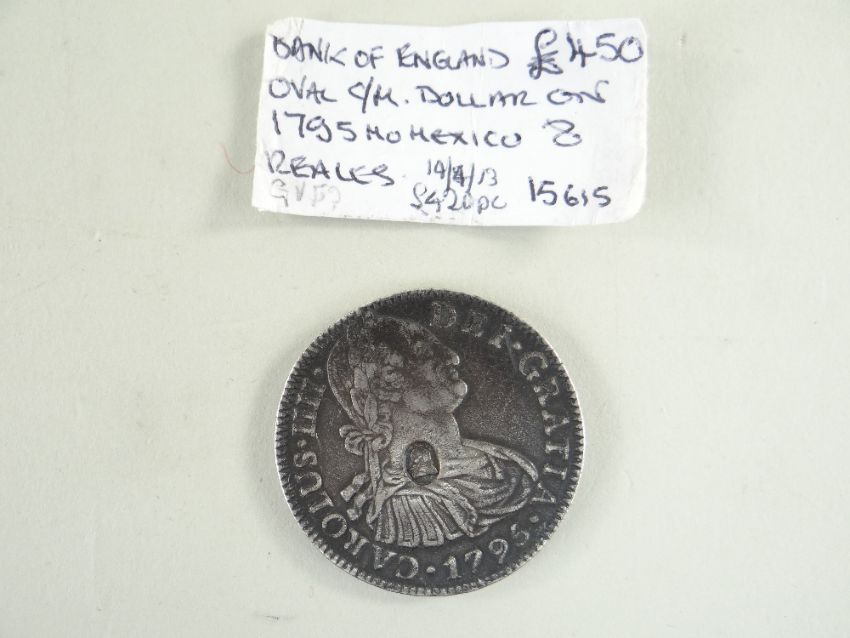 BANK OF ENGLAND £450
OVAL C/M. DOLLAR ON
1795 MO MEXICO 8
REALES 14/4/13
GVF? £420pc 15615
CAROLUS·IIII· DEI·GRATIA·
·1795·